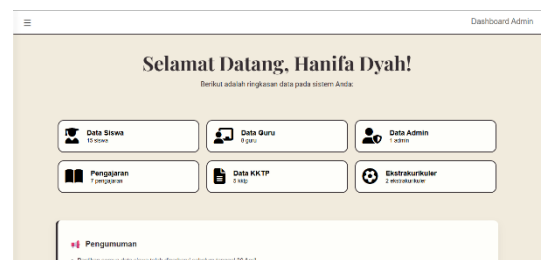 Dashboard Admin
Selamat Datang, Hanifa Dyah!
Berikut adalah ringkasan data pada sistem Anda:
Data Siswa
15 siswa
Data Guru
9 guru
Data Admin
1 admin
Pengajaran
7 pengajaran
Data KKTP
5 kktp
Ekstrakurikuler
2 ekstrakurikuler
Pengumuman